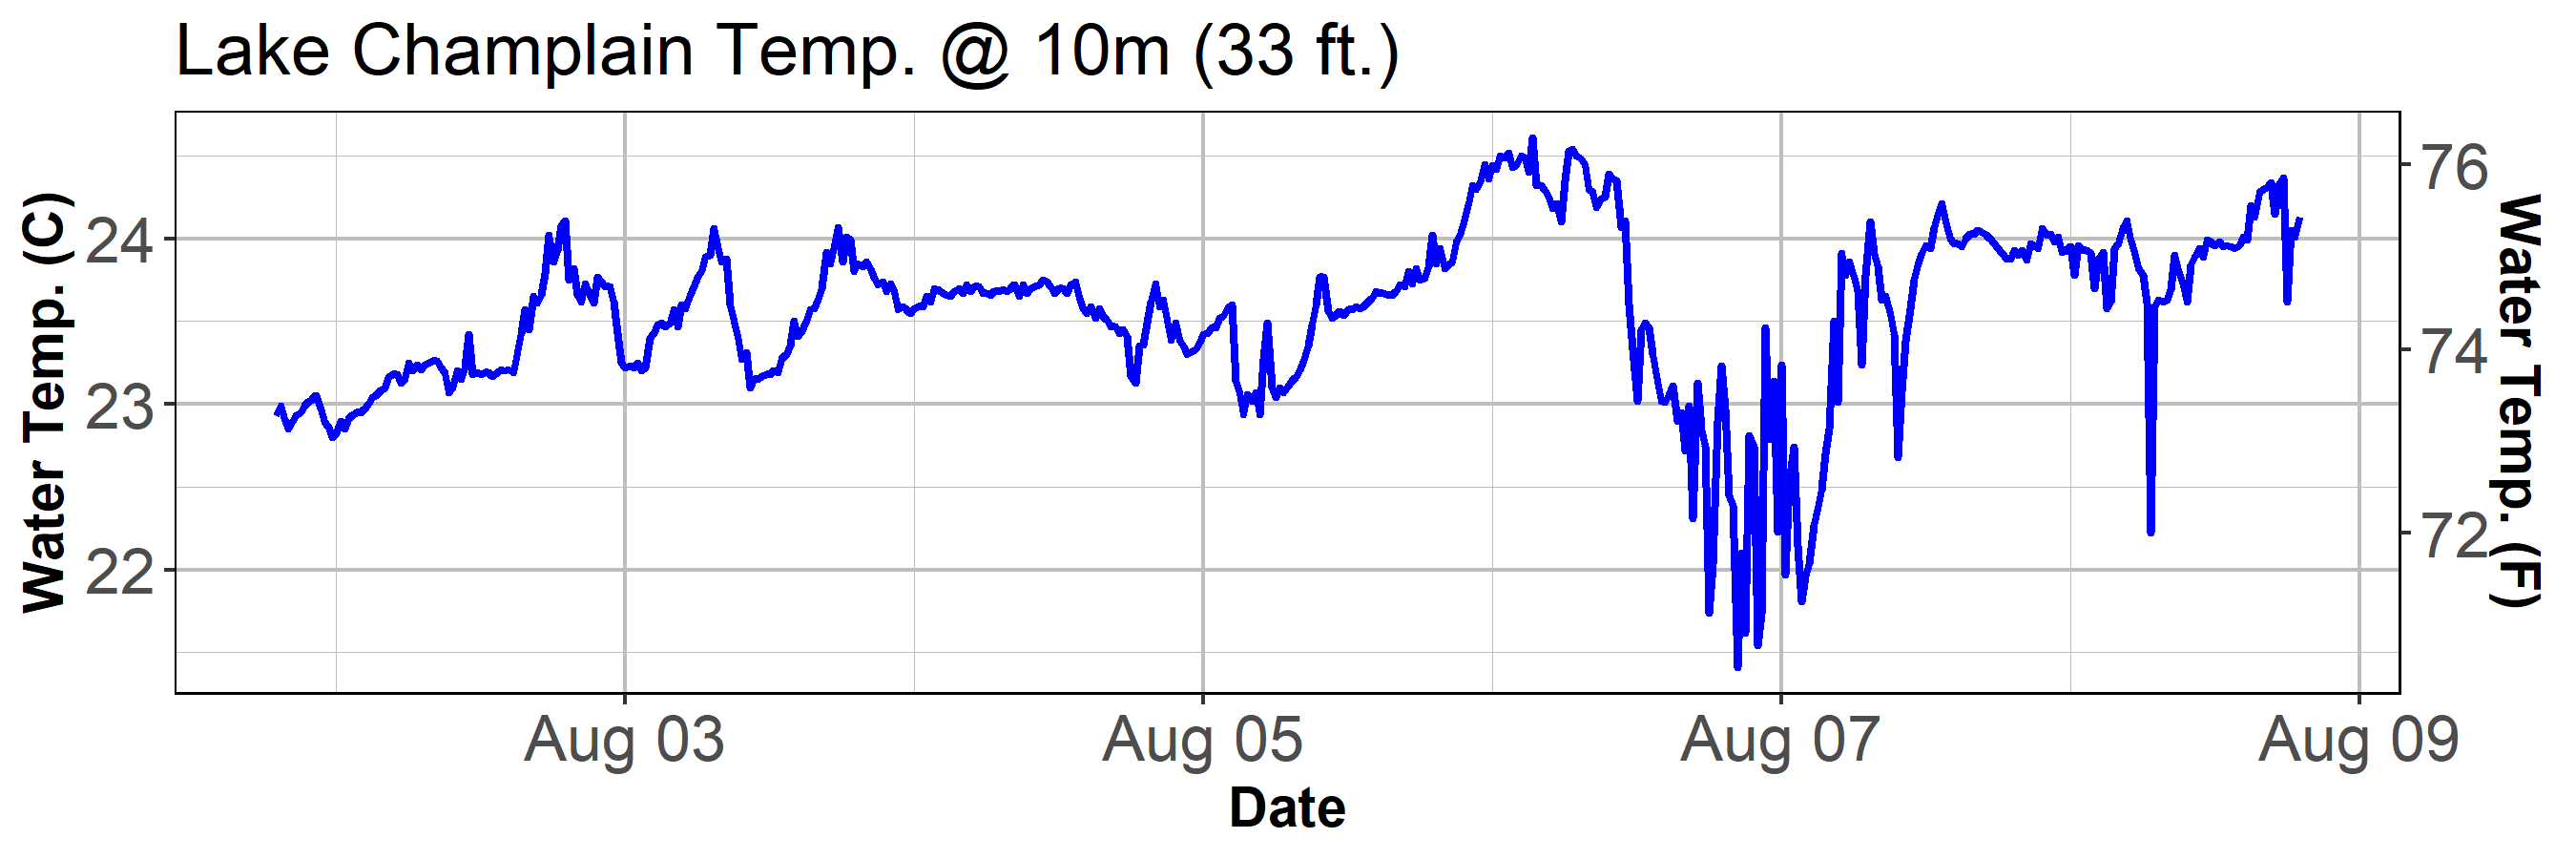 Lake Champlain Temp. @ 10m (33 ft.)
Water Temp. (C)
24
23
22
76
74
72
Water Temp. (F)
Aug 03
Aug 05
Aug 07
Aug 09
Date